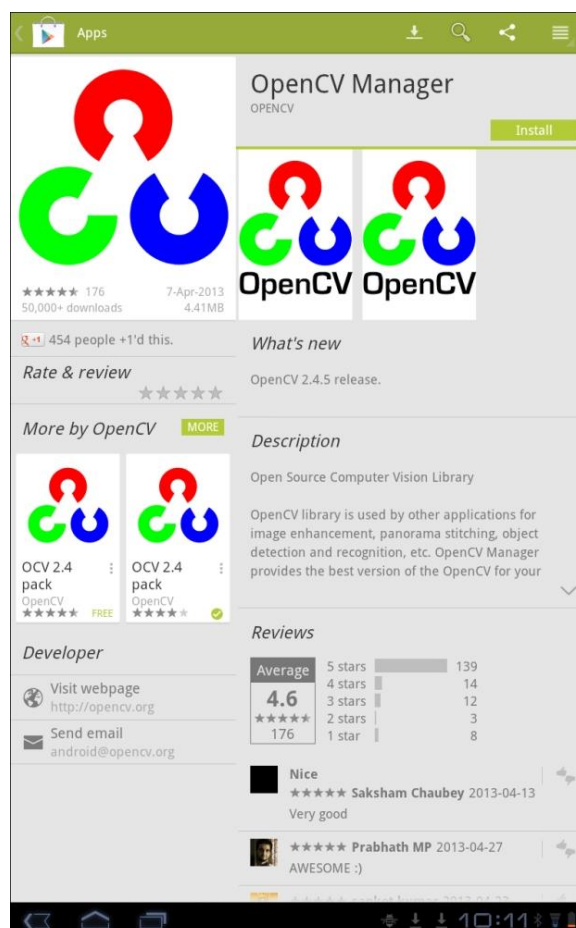 Apps
OpenCV Manager
OPENCV
Install
176
7-Apr-2013
50,000+ downloads
4.41MB
OpenCV
OpenCV
+1
454 people +1'd this.
Rate & review
More by OpenCV
MORE
OCV 2.4
pack
OpenCV
FREE
OCV 2.4
pack
OpenCV
Developer
Visit webpage
http://opencv.org
Send email
android@opencv.org
What's new
OpenCV 2.4.5 release.
Description
Open Source Computer Vision Library
OpenCV library is used by other applications for
image enhancement, panorama stitching, object
detection and recognition, etc. OpenCV Manager
provides the best version of the OpenCV for your
Reviews
Average
4.6
176
5 stars 139
4 stars 14
3 stars 12
2 stars 3
1 star 8
Nice
Saksham Chaubey 2013-04-13
Very good
Prabhath MP 2013-04-27
AWESOME :)
10:11